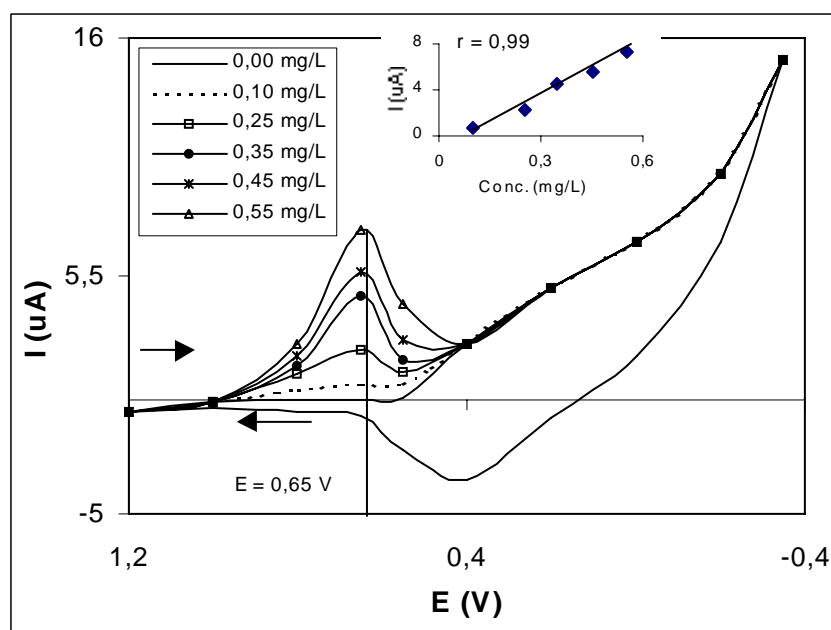 16
5,5
-5
I (uA)
0,00 mg/L
0,10 mg/L
0,25 mg/L
0,35 mg/L
0,45 mg/L
0,55 mg/L
r = 0,99
8
4
0
I (uA)
0
0,3
0,6
Conc. (mg/L)
E = 0,65 V
1,2
0,4
-0,4
E (V)